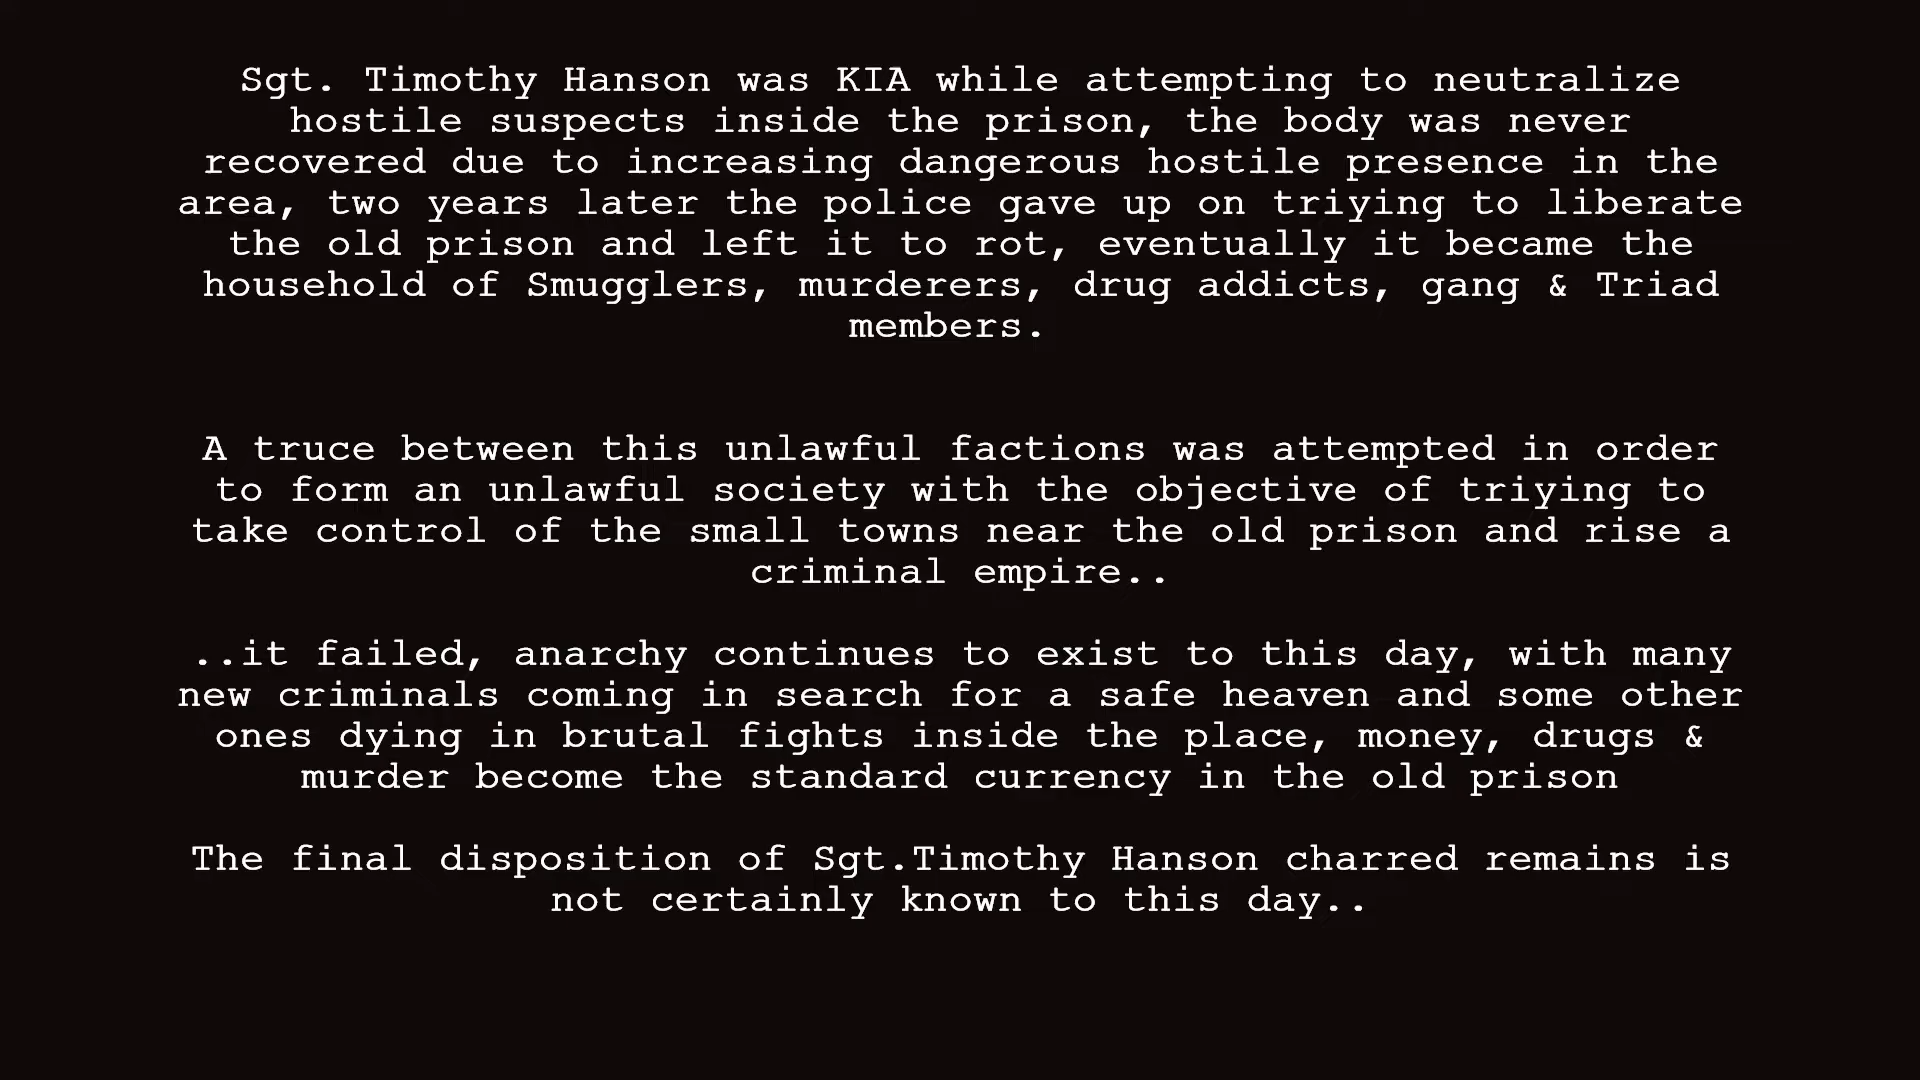 Sgt. Timothy Hanson was KIA while attempting to neutralize
hostile suspects inside the prison, the body was never
recovered due to increasing dangerous hostile presence in the
area, two years later the police gave up on triying to liberate
the old prison and left it to rot, eventually it became the
household of Smugglers, murderers, drug addicts, gang & Triad
members.
A truce between this unlawful factions was attempted in order
to form an unlawful society with the objective of triying to
take control of the small towns near the old prison and rise a
criminal empire..
..it failed, anarchy continues to exist to this day, with many
new criminals coming in search for a safe heaven and some other
ones dying in brutal fights inside the place, money, drugs &
murder become the standard currency in the old prison
The final disposition of Sgt.Timothy Hanson charred remains is
not certainly known to this day..